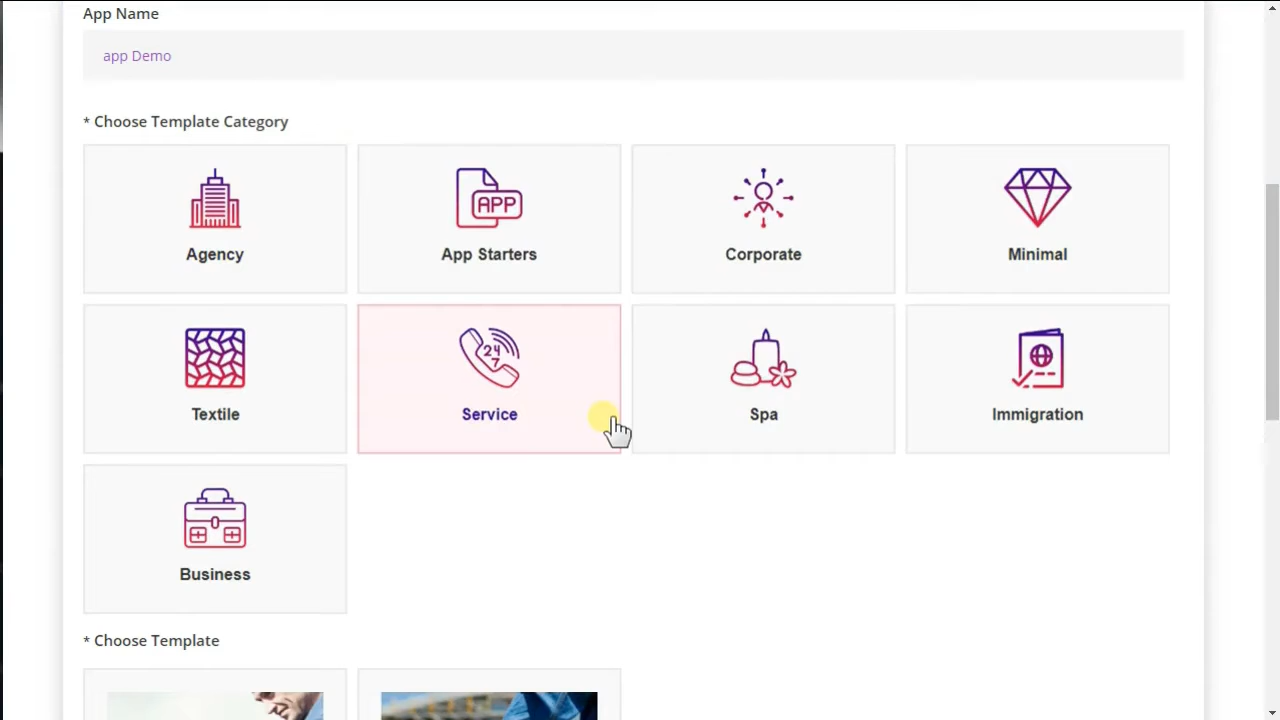 App Name
app Demo
* Choose Template Category
Agency
APP
App Starters
Corporate
Minimal
Textile
24
7
Service
Spa
Immigration
Business
* Choose Template